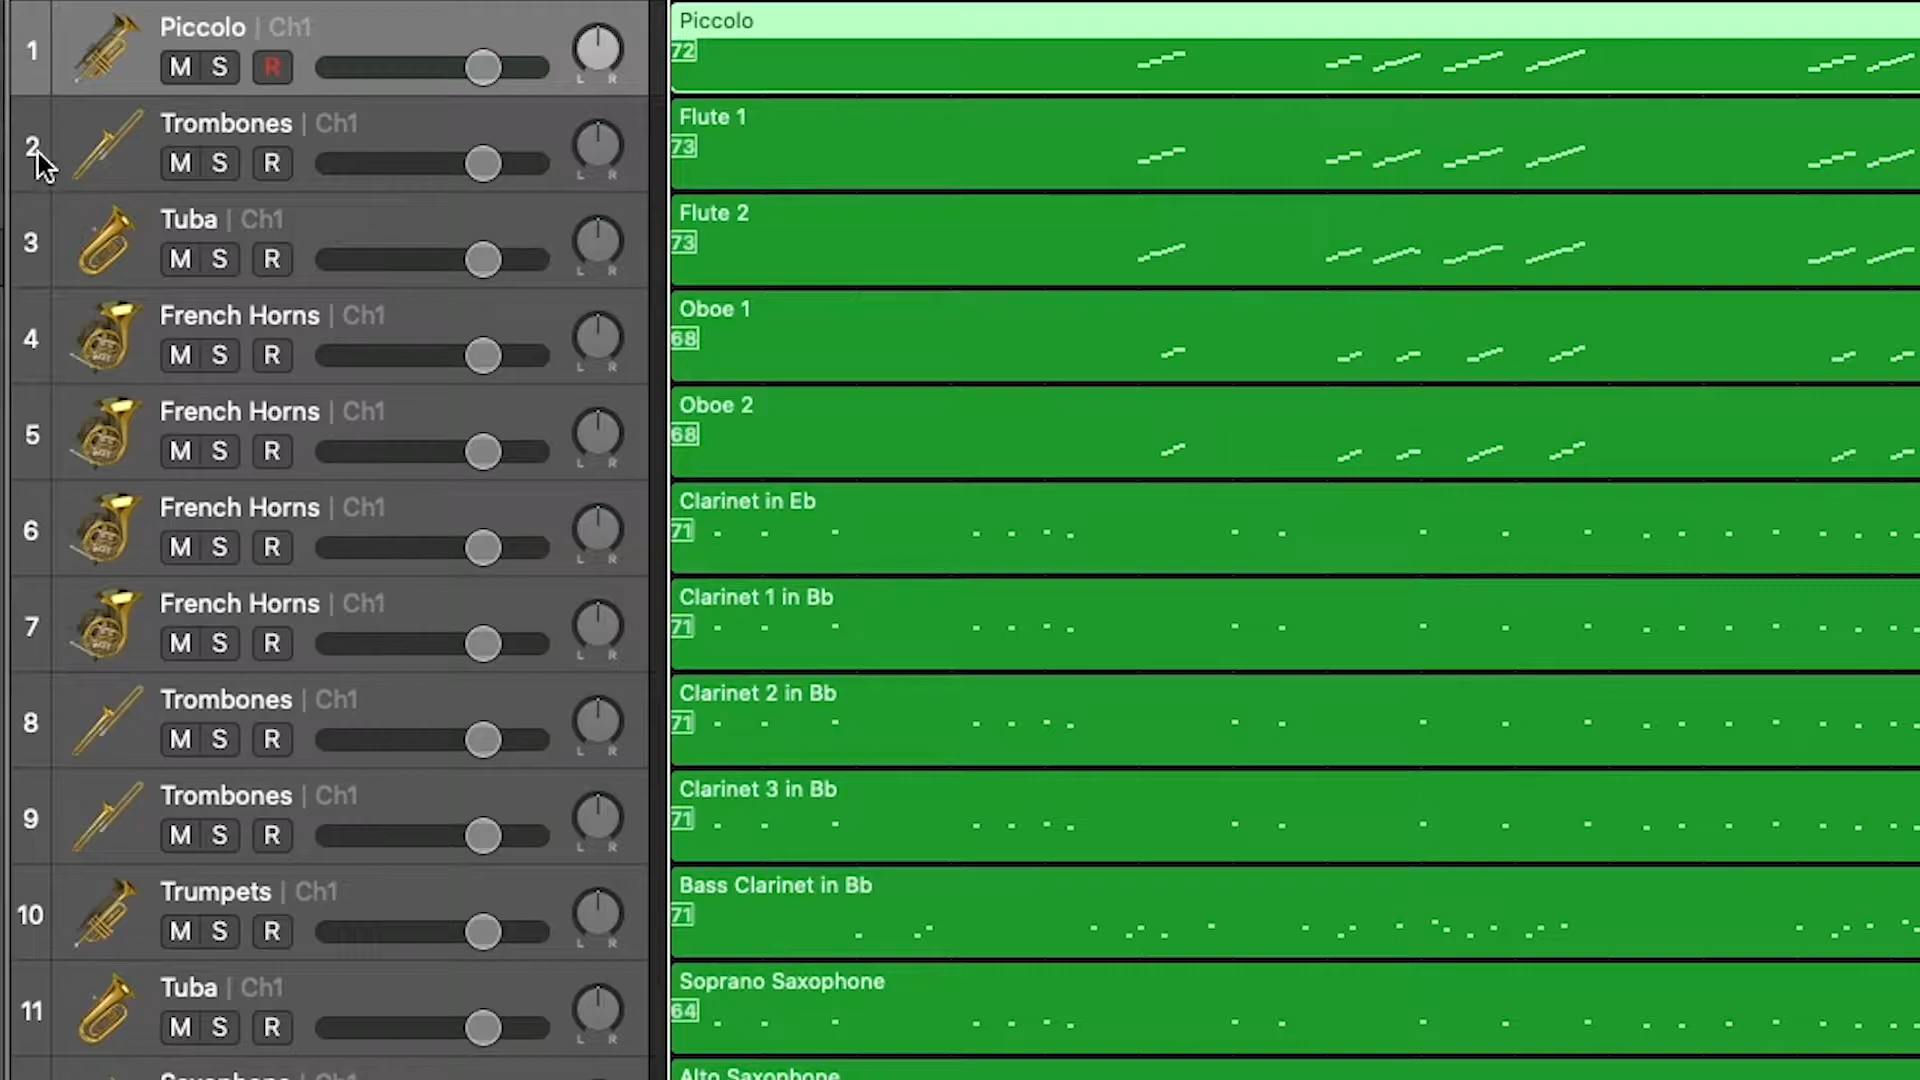 1 Piccolo | Ch1
M S R
L R
Piccolo
72
2 Trombones | Ch1
M S R
L R
Flute 1
73
3 Tuba | Ch1
M S R
L R
Flute 2
73
4 French Horns | Ch1
M S R
L R
Oboe 1
68
5 French Horns | Ch1
M S R
L R
Oboe 2
68
6 French Horns | Ch1
M S R
L R
Clarinet in Eb
71
7 French Horns | Ch1
M S R
L R
Clarinet 1 in Bb
71
8 Trombones | Ch1
M S R
L R
Clarinet 2 in Bb
71
9 Trombones | Ch1
M S R
L R
Clarinet 3 in Bb
71
10 Trumpets | Ch1
M S R
L R
Bass Clarinet in Bb
71
11 Tuba | Ch1
M S R
L R
Soprano Saxophone
64
Alto Saxophone